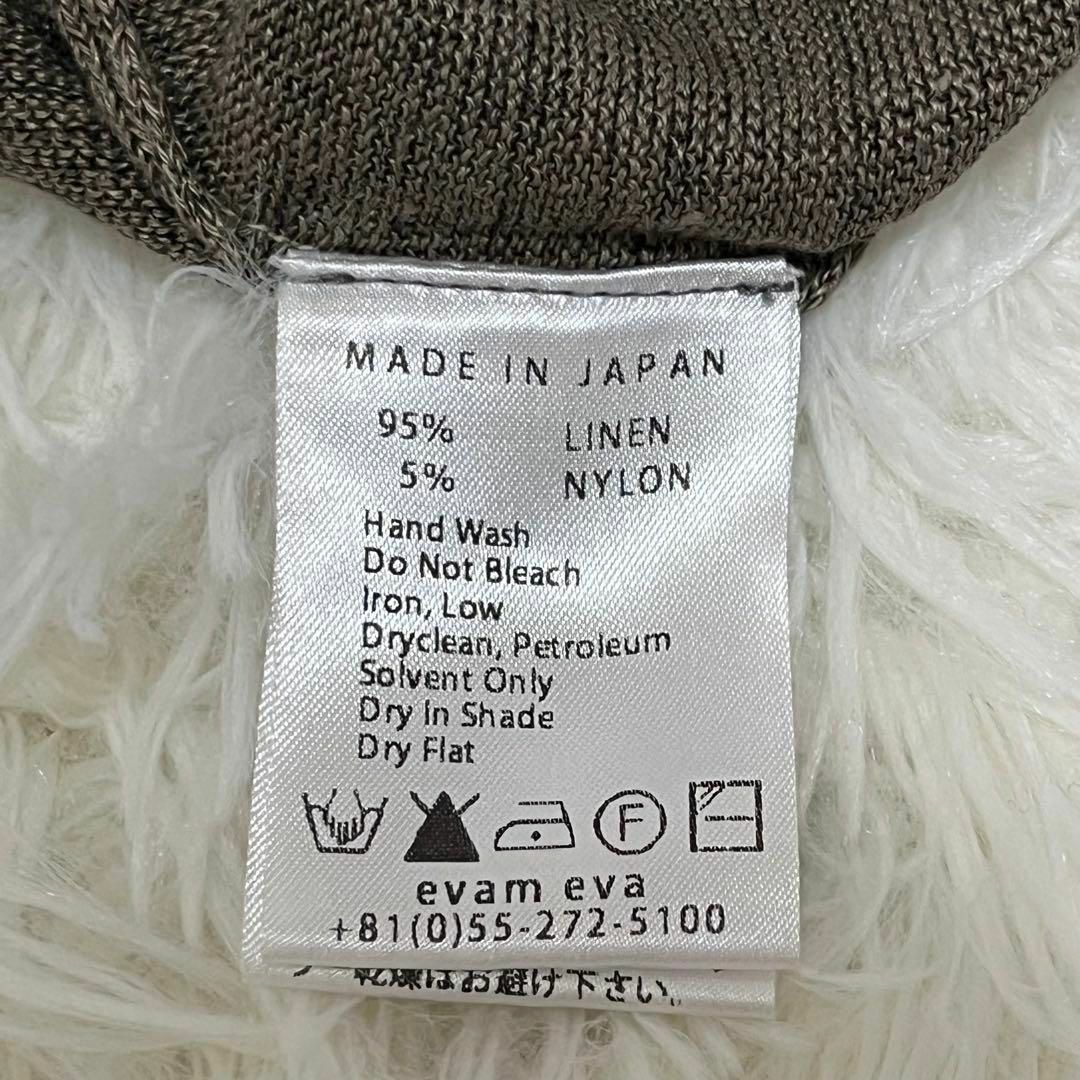 MADE IN JAPAN
95% LINEN
5% NYLON
Hand Wash
Do Not Bleach
Iron, Low
Dryclean, Petroleum
Solvent Only
Dry In Shade
Dry Flat
F
evam eva
+81(0)55-272-5100
乾燥はお避け下さい。